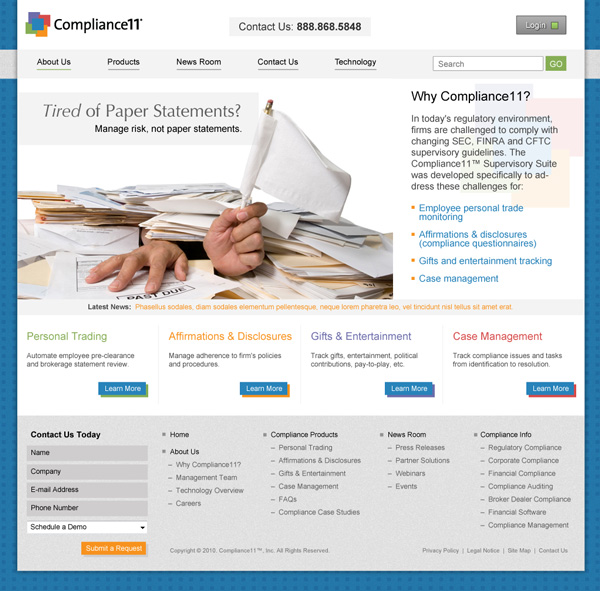 Compliance11
Contact Us: 888.868.5848
Login
About Us
Products
News Room
Contact Us
Technology
Search
GO
Tired of Paper Statements?
Manage risk, not paper statements.
PAST DUE
Why Compliance11?
In today's regulatory environment,
firms are challenged to comply with
changing SEC, FINRA and CFTC
supervisory guidelines. The
Compliance11™ Supervisory Suite
was developed specifically to ad-
dress these challenges for:
Employee personal trade
monitoring
Affirmations & disclosures
(compliance questionnaires)
Gifts and entertainment tracking
Case management
Latest News: Phasellus sodales, diam sodales elementum pellentesque, neque lorem pharetra leo, vel tincidunt nisl tellus sit amet erat.
Personal Trading
Automate employee pre-clearance
and brokerage statement review.
Learn More
Affirmations & Disclosures
Manage adherence to firm's policies
and procedures.
Learn More
Gifts & Entertainment
Track gifts, entertainment, political
contributions, pay-to-play, etc.
Learn More
Case Management
Track compliance issues and tasks
from identification to resolution.
Learn More
Contact Us Today
Name
Company
E-mail Address
Phone Number
Schedule a Demo
Submit a Request
Home
About Us
– Why Compliance11?
– Management Team
– Technology Overview
– Careers
Compliance Products
– Personal Trading
– Affirmations & Disclosures
– Gifts & Entertainment
– Case Management
– FAQs
– Compliance Case Studies
News Room
– Press Releases
– Partner Solutions
– Webinars
– Events
Compliance Info
– Regulatory Compliance
– Corporate Compliance
– Financial Compliance
– Compliance Auditing
– Broker Dealer Compliance
– Financial Software
– Compliance Management
Copyright © 2010. Compliance11™, Inc. All Rights Reserved.
Privacy Policy | Legal Notice | Site Map | Contact Us